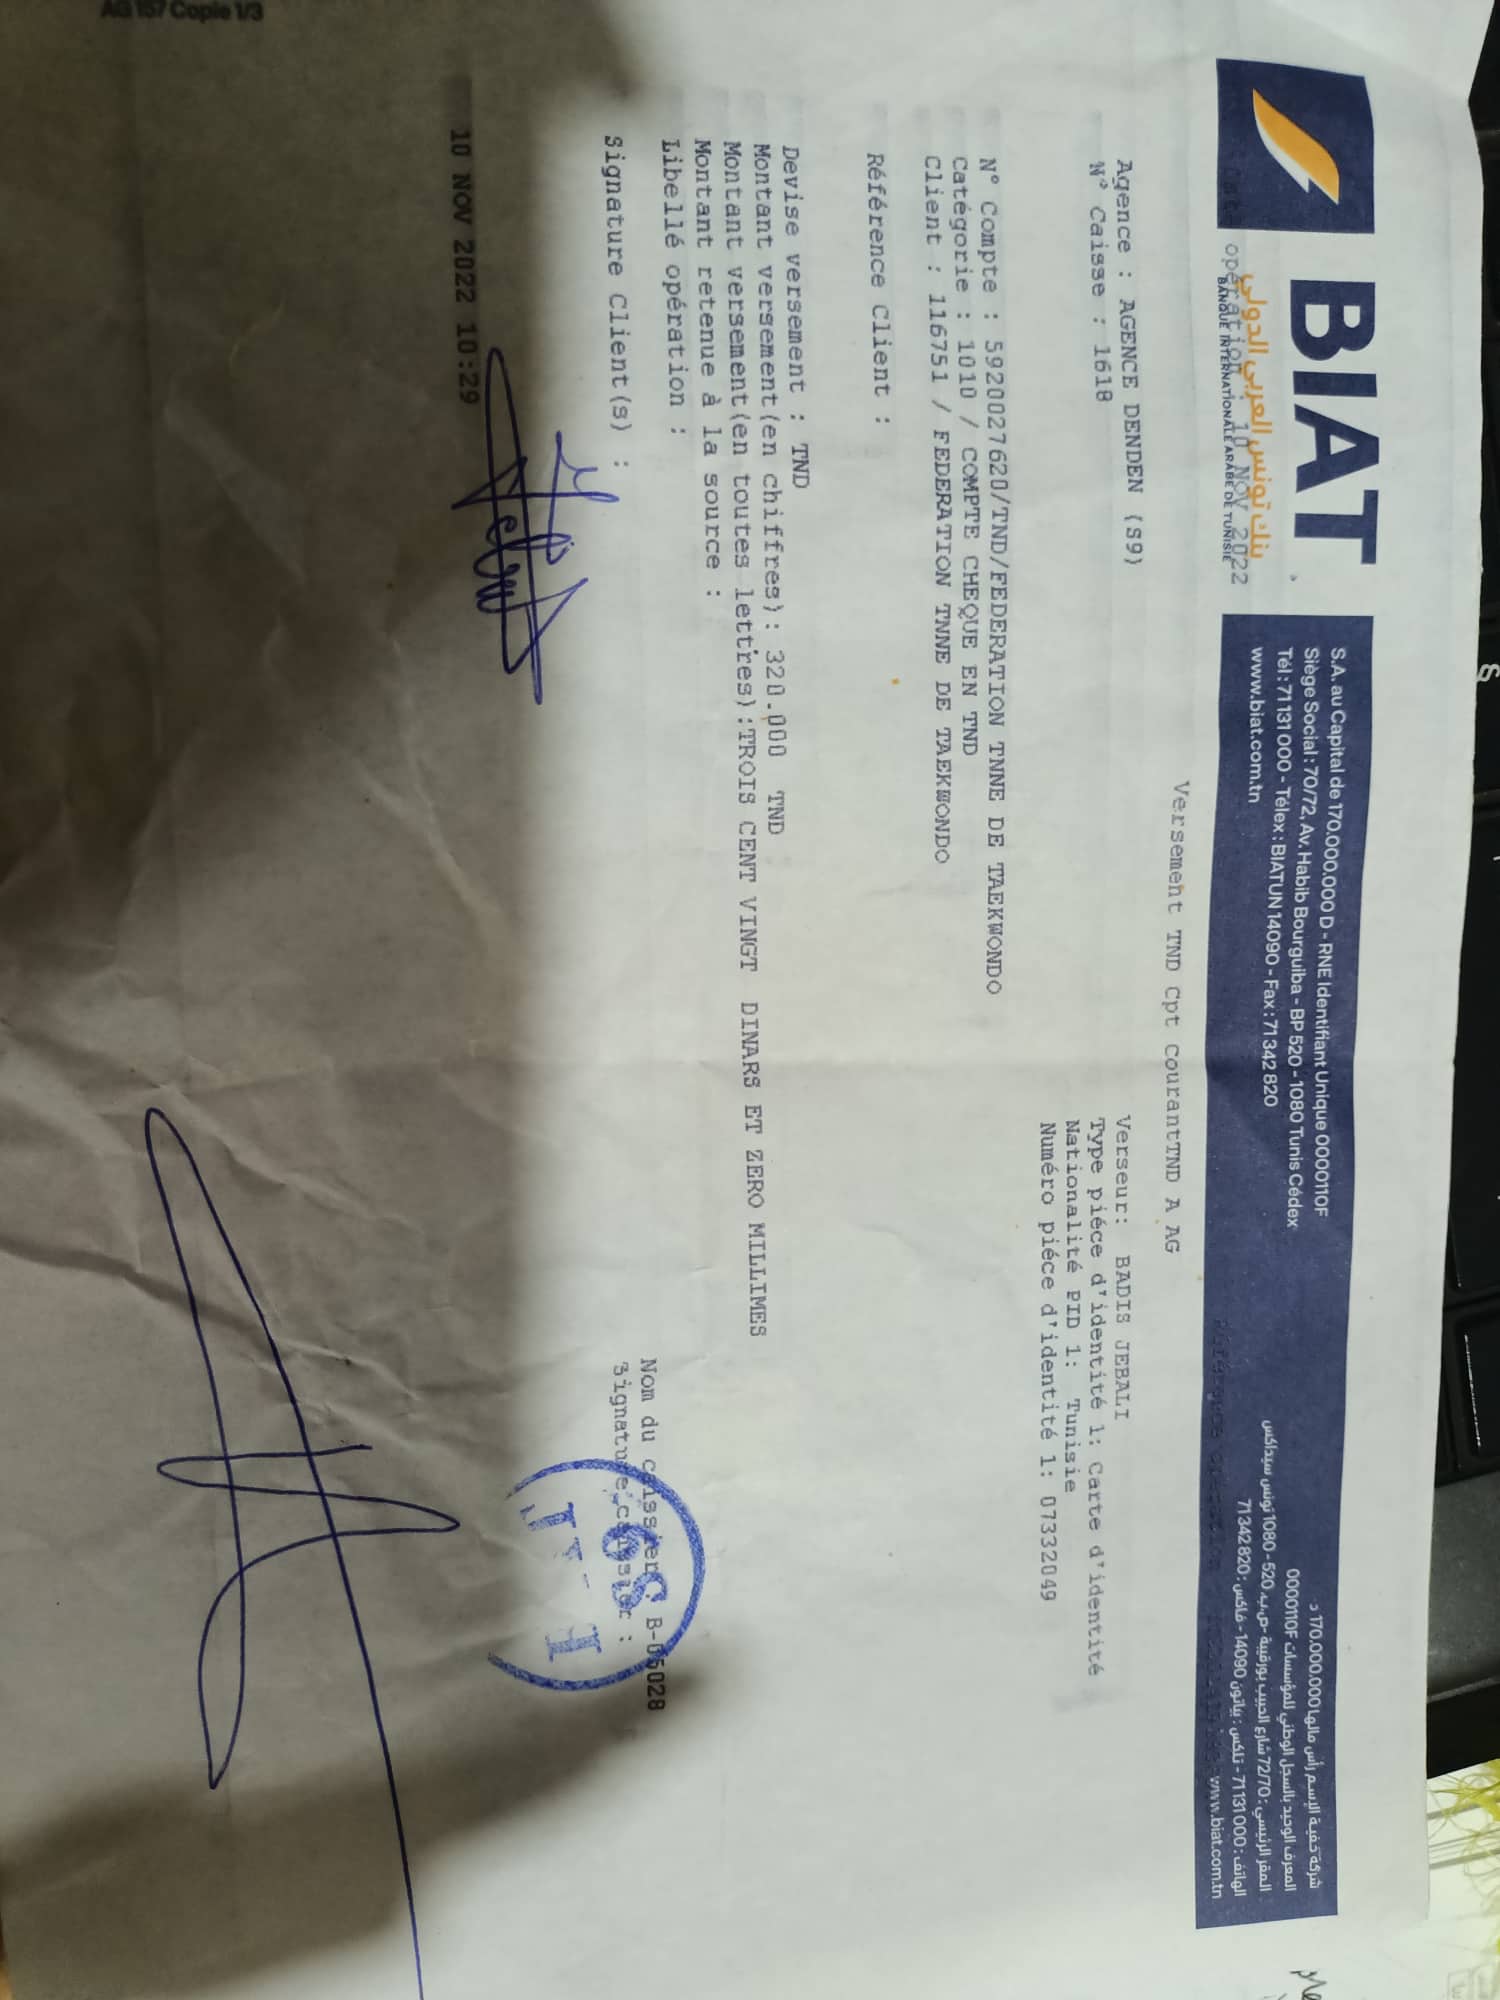 BIAT
بنك تونس العربي الدولي
BANQUE INTERNATIONALE ARABE DE TUNISIE
opération : 10 NOV 2022
S.A. au Capital de 170.000.000 D - RNE Identifiant Unique 0000110F
Siège Social : 70/72, Av. Habib Bourguiba - BP 520 - 1080 Tunis Cédex
Tél : 71 131 000 - Télex : BIATUN 14090 - Fax : 71 342 820
www.biat.com.tn
شركة خفية الإسم رأس مالها 170.000.000 د
المعرف الوحيد بالسجل الوطني للمؤسسات 0000110F
المقر الرئيسي : 72/70 شارع الحبيب بورقيبة - ص.ب. 520 - 1080 تونس سيداكس
الهاتف : 71131000 - تلكس : بياتون 14090 - فاكس : 71342820
www.biat.com.tn
Versement TND Cpt CourantTND A AG
Agence : AGENCE DENDEN (S9)
N° Caisse : 1618
Verseur: BADIS JEBALI
Type piéce d'identité 1: Carte d'identité
Nationalité PID 1: Tunisie
Numéro piéce d'identité 1: 07332049
N° Compte : 5920027620/TND/FEDERATION TNNE DE TAEKWONDO
Catégorie : 1010 / COMPTE CHEQUE EN TND
Client : 116751 / FEDERATION TNNE DE TAEKWONDO
Référence Client :
Devise versement : TND
Montant versement(en chiffres): 320.000 TND
Montant versement(en toutes lettres):TROIS CENT VINGT DINARS ET ZERO MILLIMES
Montant retenue à la source :
Libellé opération :
Signature Client(s) :
Nom du caissier : B-05028
Signature caissier :
10 NOV 2022 10:29
AG 157 Copie 1/3